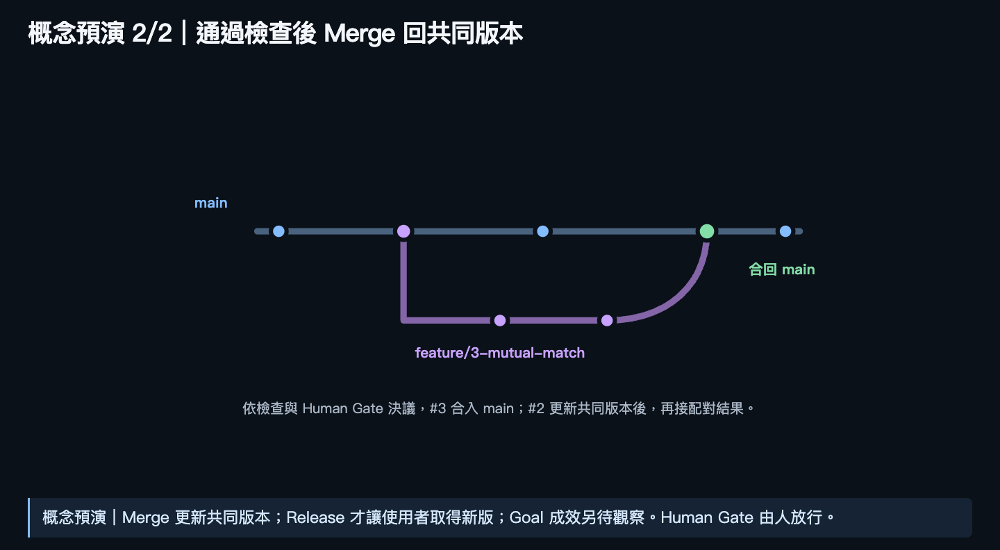 概念預演 2/2｜通過檢查後 Merge 回共同版本
main
合回 main
feature/3-mutual-match
依檢查與 Human Gate 決議，#3 合入 main；#2 更新共同版本後，再接配對結果。
概念預演｜Merge 更新共同版本；Release 才讓使用者取得新版；Goal 成效另待觀察。Human Gate 由人放行。